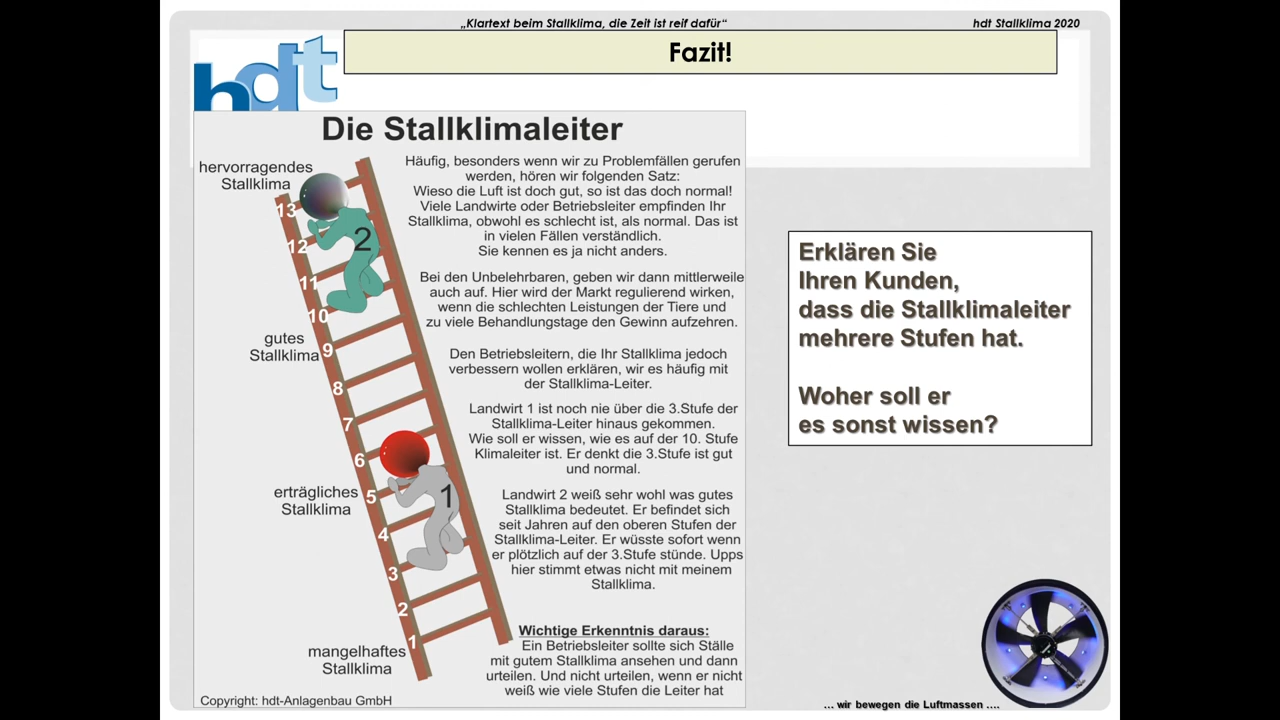 „Klartext beim Stallklima, die Zeit ist reif dafür“
hdt Stallklima 2020
Fazit!
hdt
Die Stallklimaleiter
hervorragendes
Stallklima
gutes
Stallklima
erträgliches
Stallklima
mangelhaftes
Stallklima
13
12
11
10
9
8
7
6
5
4
3
2
1
2
1
Häufig, besonders wenn wir zu Problemfällen gerufen
werden, hören wir folgenden Satz:
Wieso die Luft ist doch gut, so ist das doch normal!
Viele Landwirte oder Betriebsleiter empfinden Ihr
Stallklima, obwohl es schlecht ist, als normal. Das ist
in vielen Fällen verständlich.
Sie kennen es ja nicht anders.
Bei den Unbelehrbaren, geben wir dann mittlerweile
auch auf. Hier wird der Markt regulierend wirken,
wenn die schlechten Leistungen der Tiere und
zu viele Behandlungstage den Gewinn aufzehren.
Den Betriebsleitern, die Ihr Stallklima jedoch
verbessern wollen erklären, wir es häufig mit
der Stallklima-Leiter.
Landwirt 1 ist noch nie über die 3.Stufe der
Stallklima-Leiter hinaus gekommen.
Wie soll er wissen, wie es auf der 10. Stufe
Klimaleiter ist. Er denkt die 3.Stufe ist gut
und normal.
Landwirt 2 weiß sehr wohl was gutes
Stallklima bedeutet. Er befindet sich
seit Jahren auf den oberen Stufen der
Stallklima-Leiter. Er wüsste sofort wenn
er plötzlich auf der 3.Stufe stünde. Upps
hier stimmt etwas nicht mit meinem
Stallklima.
Wichtige Erkenntnis daraus:
Ein Betriebsleiter sollte sich Ställe
mit gutem Stallklima ansehen und dann
urteilen. Und nicht urteilen, wenn er nicht
weiß wie viele Stufen die Leiter hat
Copyright: hdt-Anlagenbau GmbH
Erklären Sie
Ihren Kunden,
dass die Stallklimaleiter
mehrere Stufen hat.
Woher soll er
es sonst wissen?
… wir bewegen die Luftmassen ….